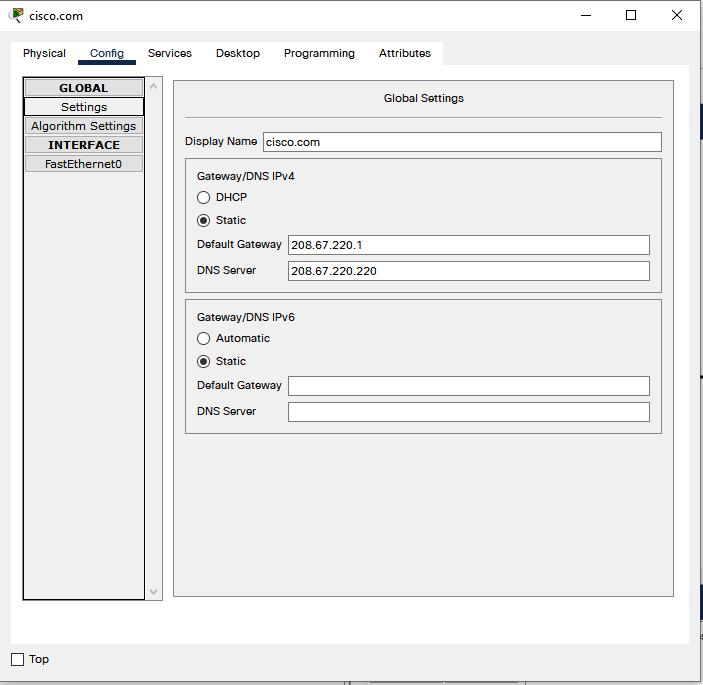 cisco.com
Physical Config Services Desktop Programming Attributes
GLOBAL
Settings
Algorithm Settings
INTERFACE
FastEthernet0
Global Settings
Display Name cisco.com
Gateway/DNS IPv4
DHCP
Static
Default Gateway 208.67.220.1
DNS Server 208.67.220.220
Gateway/DNS IPv6
Automatic
Static
Default Gateway
DNS Server
Top